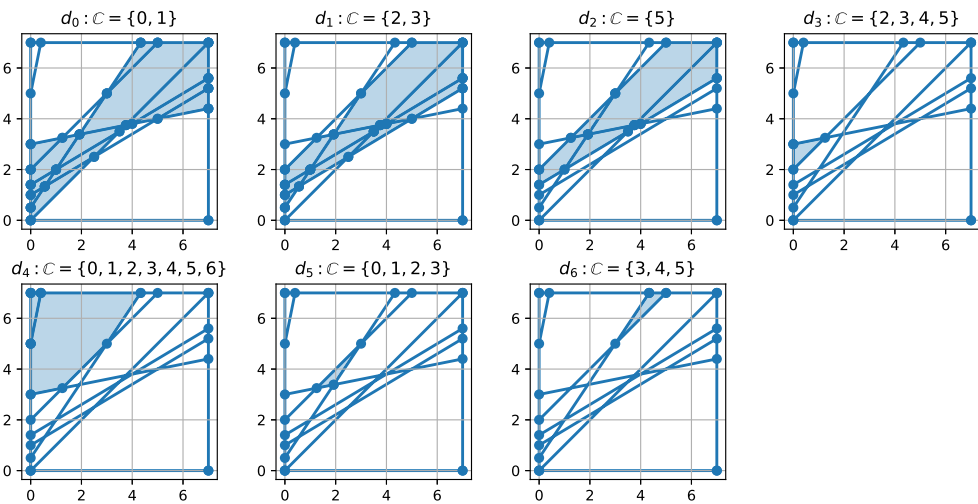 d₀ : ℂ = {0, 1}
d₁ : ℂ = {2, 3}
d₂ : ℂ = {5}
d₃ : ℂ = {2, 3, 4, 5}
6
4
2
0
0 2 4 6
6
4
2
0
0 2 4 6
6
4
2
0
0 2 4 6
6
4
2
0
0 2 4 6
d₄ : ℂ = {0, 1, 2, 3, 4, 5, 6}
d₅ : ℂ = {0, 1, 2, 3}
d₆ : ℂ = {3, 4, 5}
6
4
2
0
0 2 4 6
6
4
2
0
0 2 4 6
6
4
2
0
0 2 4 6